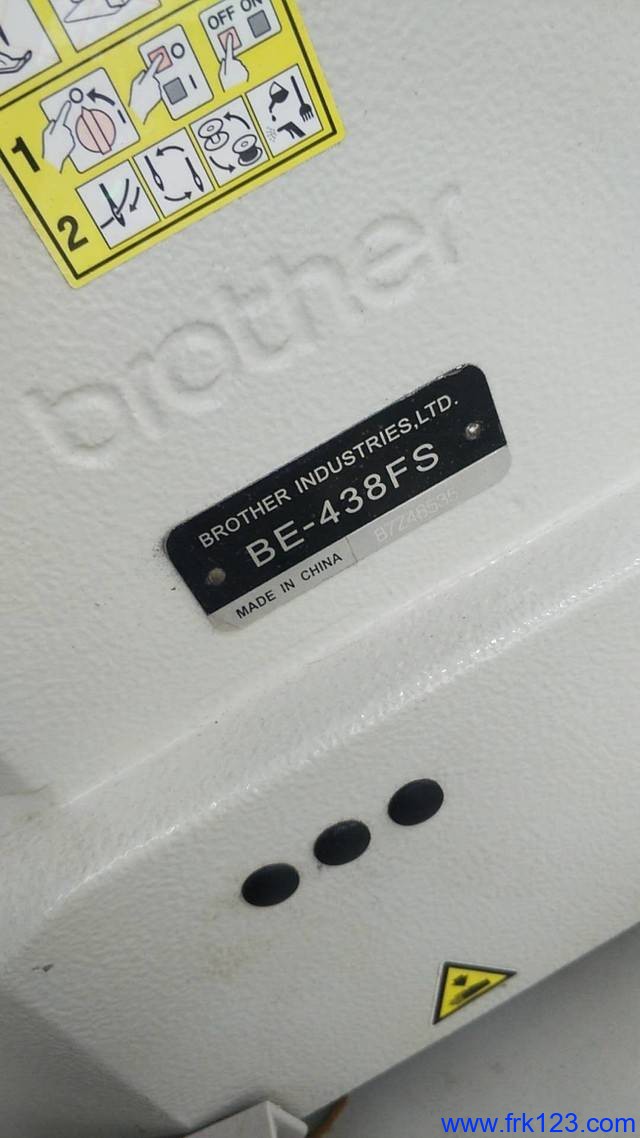 OFF ON
1
2
brother
BROTHER INDUSTRIES,LTD.
BE-438FS
MADE IN CHINA
www.frk123.com